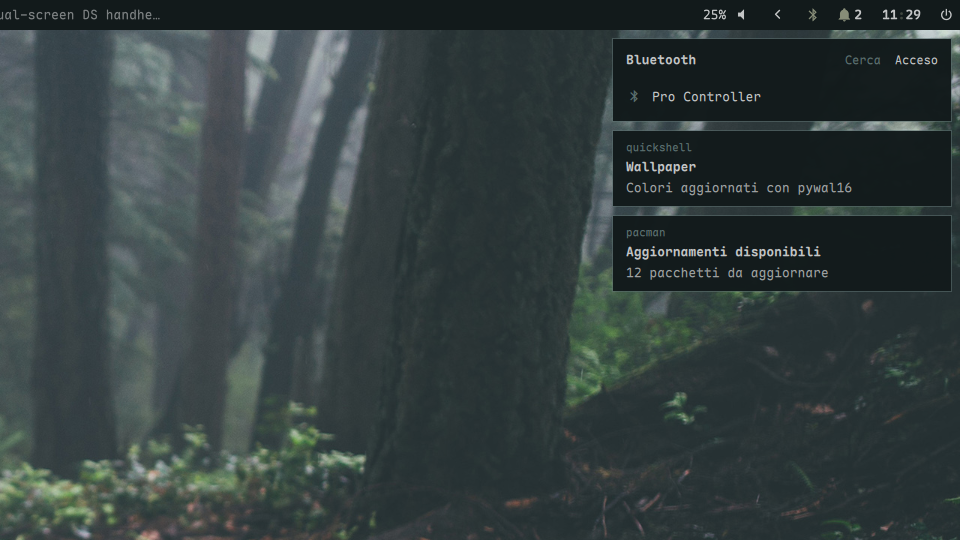 ual-screen DS handhe…
25% 2 11:29
Bluetooth Cerca Acceso
Pro Controller
quickshell
Wallpaper
Colori aggiornati con pywal16
pacman
Aggiornamenti disponibili
12 pacchetti da aggiornare